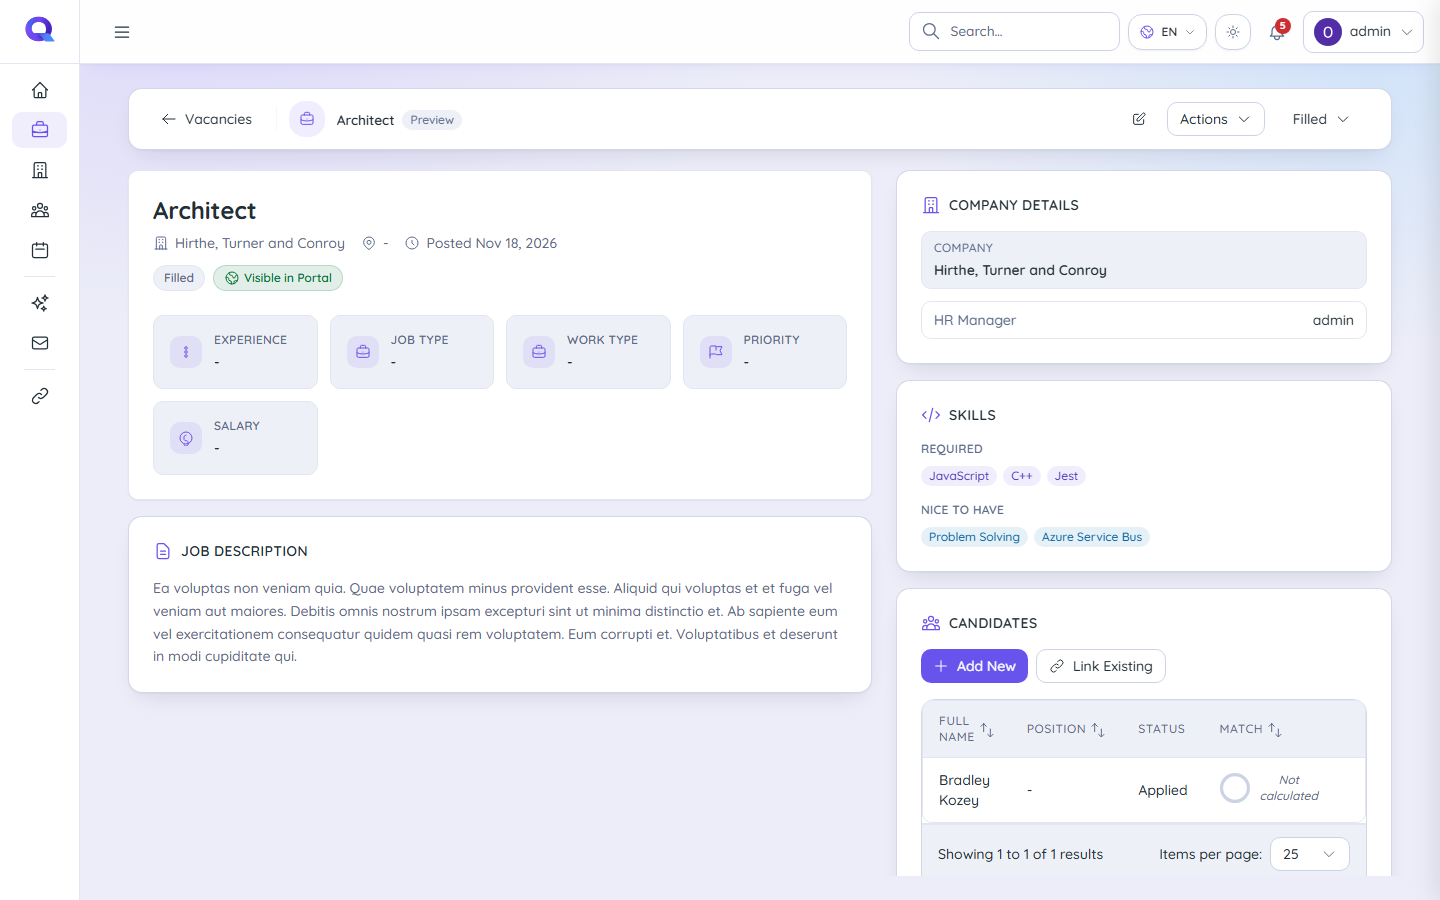 Search...
EN
5
O
admin
Vacancies
Architect
Preview
Actions
Filled
Architect
Hirthe, Turner and Conroy
-
Posted Nov 18, 2026
Filled
Visible in Portal
EXPERIENCE
-
JOB TYPE
-
WORK TYPE
-
PRIORITY
-
SALARY
-
JOB DESCRIPTION
Ea voluptas non veniam quia. Quae voluptatem minus provident esse. Aliquid qui voluptas et et fuga vel
veniam aut maiores. Debitis omnis nostrum ipsam excepturi sint ut minima distinctio et. Ab sapiente eum
vel exercitationem consequatur quidem quasi rem voluptatem. Eum corrupti et. Voluptatibus et deserunt
in modi cupiditate qui.
COMPANY DETAILS
COMPANY
Hirthe, Turner and Conroy
HR Manager
admin
SKILLS
REQUIRED
JavaScript
C++
Jest
NICE TO HAVE
Problem Solving
Azure Service Bus
CANDIDATES
Add New
Link Existing
FULL
NAME
POSITION
STATUS
MATCH
Bradley
Kozey
-
Applied
Not
calculated
Showing 1 to 1 of 1 results
Items per page:
25